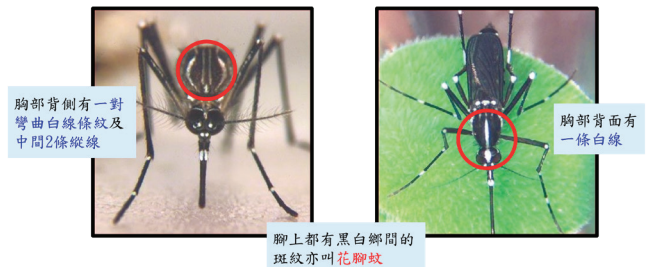 胸部背側有一對
彎曲白線條紋及
中間2條縱線
胸部背面有
一條白線
腳上都有黑白鄉間的
斑紋亦叫花腳蚊